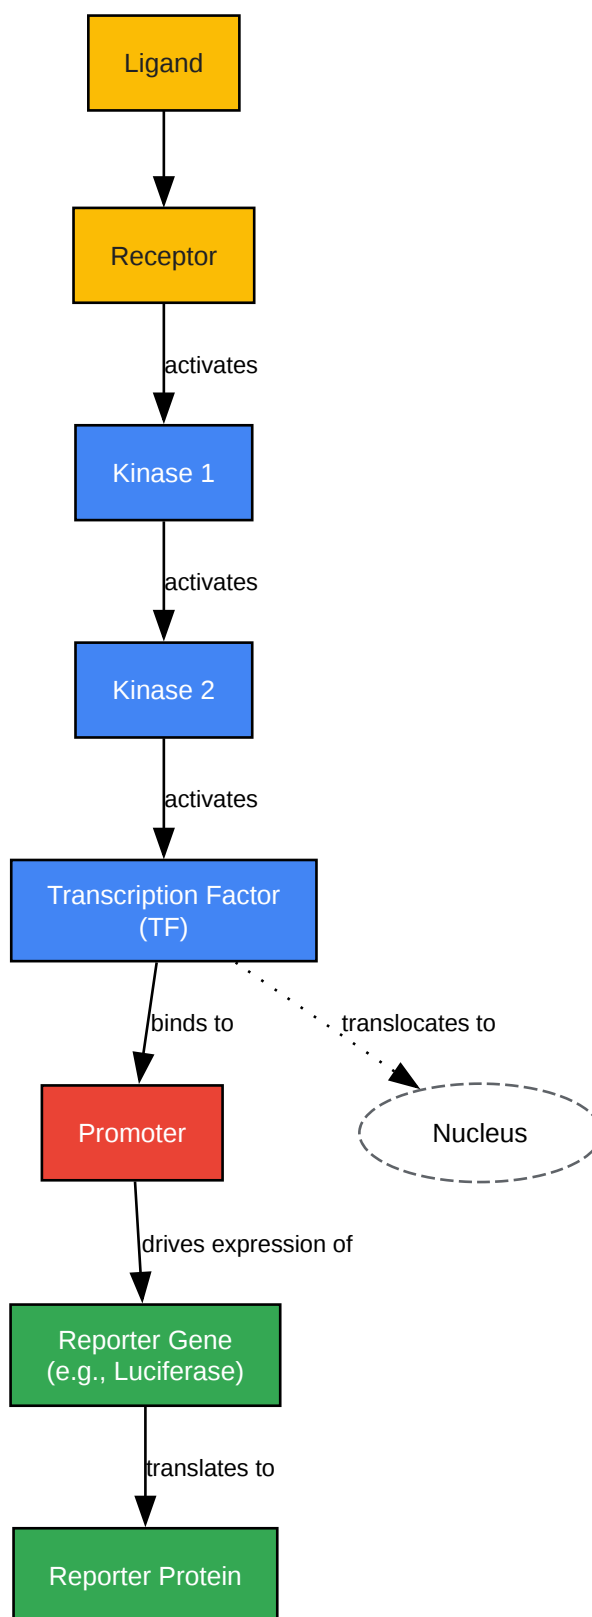 Ligand
Receptor
activates
Kinase 1
activates
Kinase 2
activates
Transcription Factor
(TF)
binds to
translocates to
Promoter
Nucleus
drives expression of
Reporter Gene
(e.g., Luciferase)
translates to
Reporter Protein